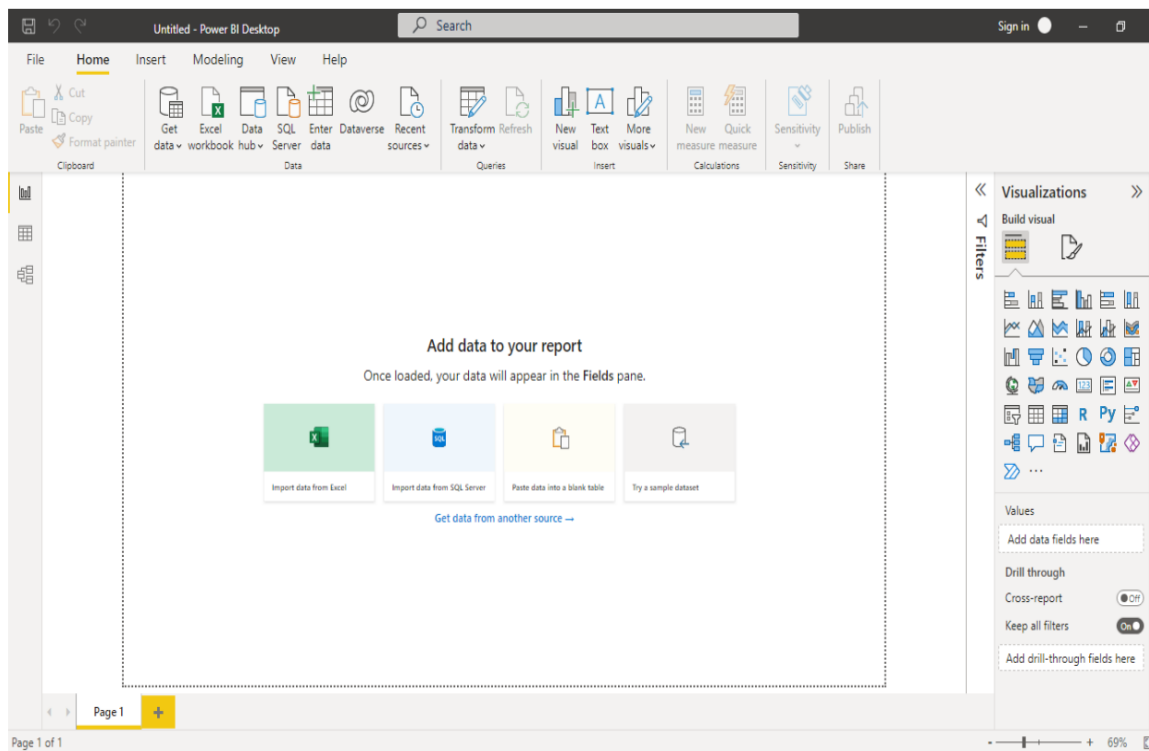 Untitled - Power BI Desktop
Search
Sign in
File Home Insert Modeling View Help
Paste
Cut
Copy
Format painter
Clipboard
Get data
Excel workbook
Data hub
SQL Server
Enter data
Dataverse
Recent sources
Data
Transform data
Refresh
Queries
New visual
Text box
More visuals
Insert
New measure
Quick measure
Calculations
Sensitivity
Sensitivity
Publish
Share
Filters
Visualizations
Build visual
123
R
Py
Values
Add data fields here
Drill through
Cross-report
Off
Keep all filters
On
Add drill-through fields here
Add data to your report
Once loaded, your data will appear in the Fields pane.
X
SQL
Import data from Excel
Import data from SQL Server
Paste data into a blank table
Try a sample dataset
Get data from another source →
Page 1
+
Page 1 of 1
- + 69%